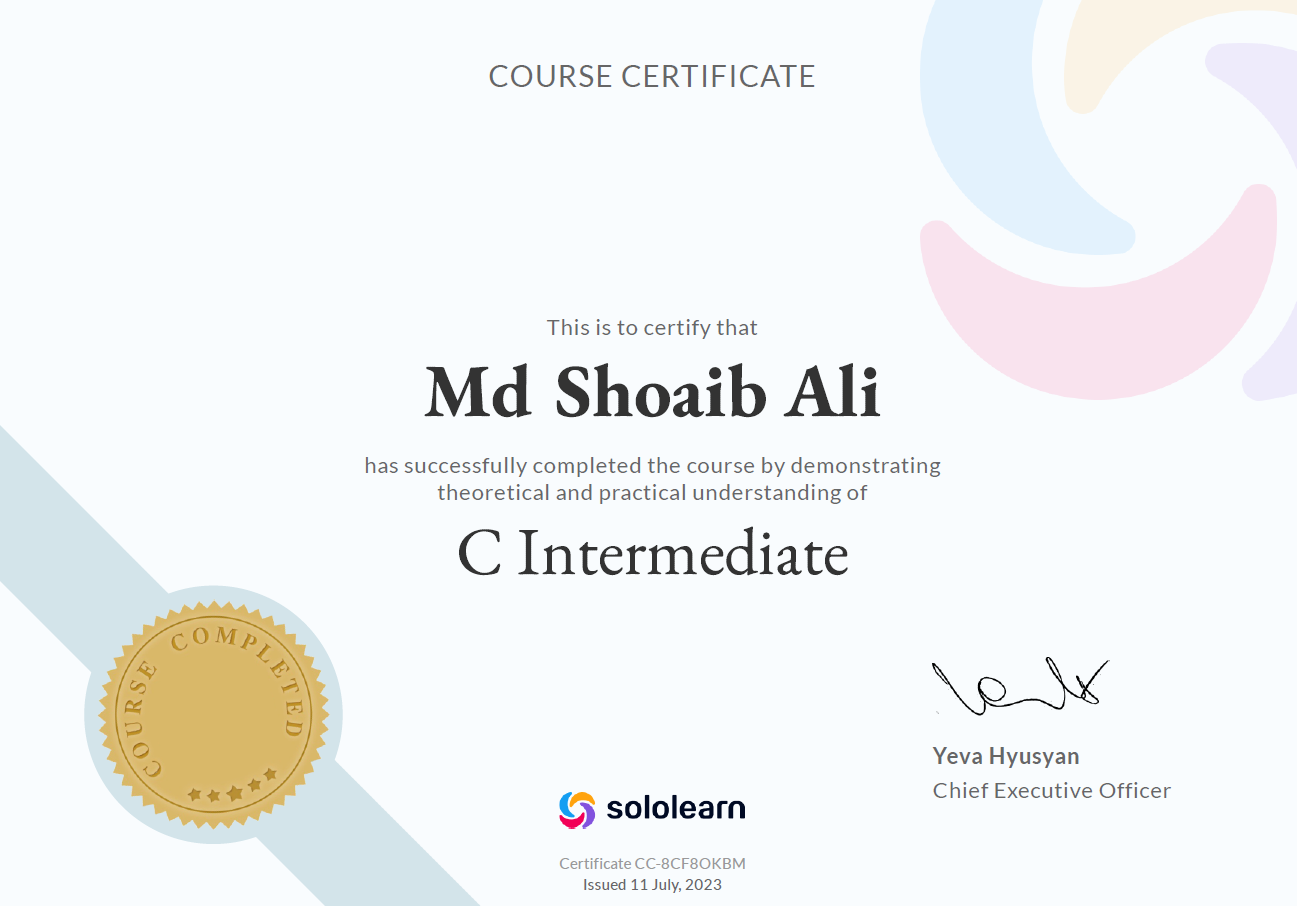 COURSE CERTIFICATE
This is to certify that
Md Shoaib Ali
has successfully completed the course by demonstrating
theoretical and practical understanding of
C Intermediate
COURSE COMPLETED
Yeva Hyusyan
Chief Executive Officer
sololearn
Certificate CC-8CF8OKBM
Issued 11 July, 2023